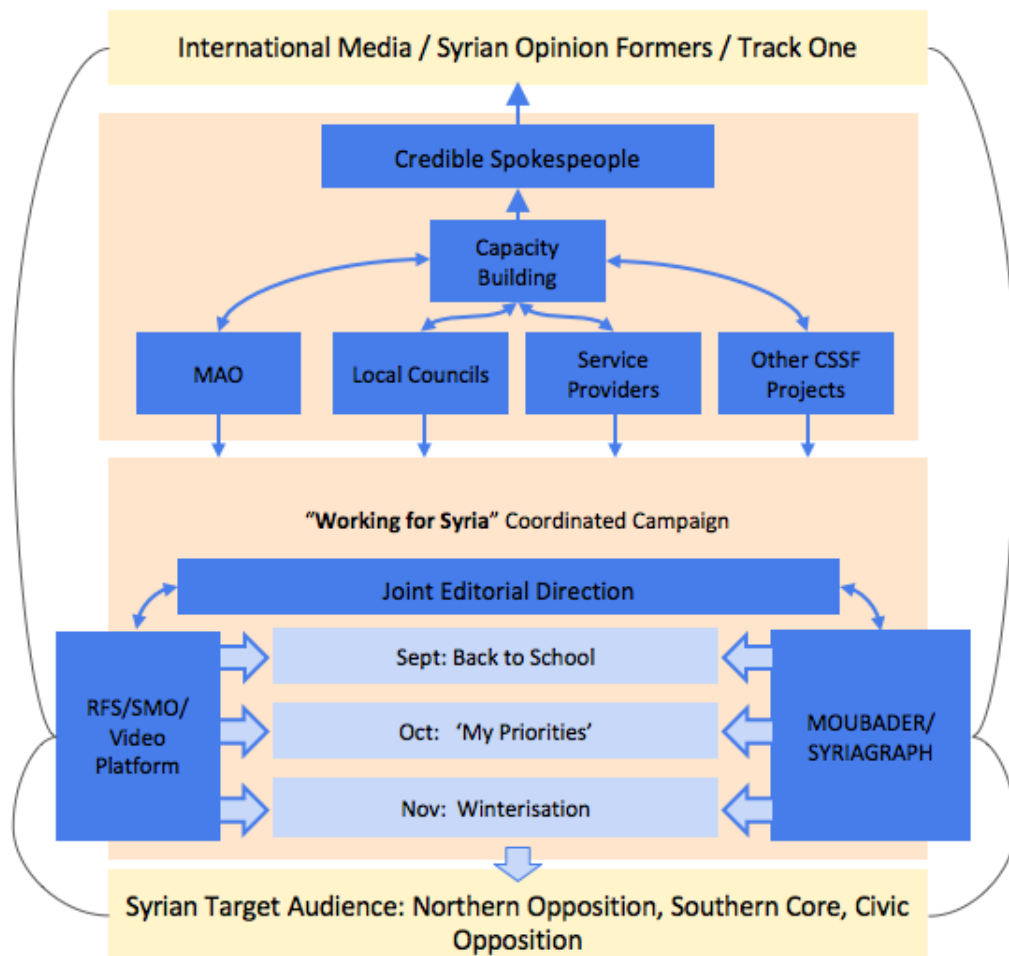 International Media / Syrian Opinion Formers / Track One
Credible Spokespeople
Capacity
Building
MAO
Local Councils
Service
Providers
Other CSSF
Projects
“Working for Syria” Coordinated Campaign
Joint Editorial Direction
RFS/SMO/
Video
Platform
Sept: Back to School
Oct: ‘My Priorities’
Nov: Winterisation
MOUBADER/
SYRIAGRAPH
Syrian Target Audience: Northern Opposition, Southern Core, Civic
Opposition